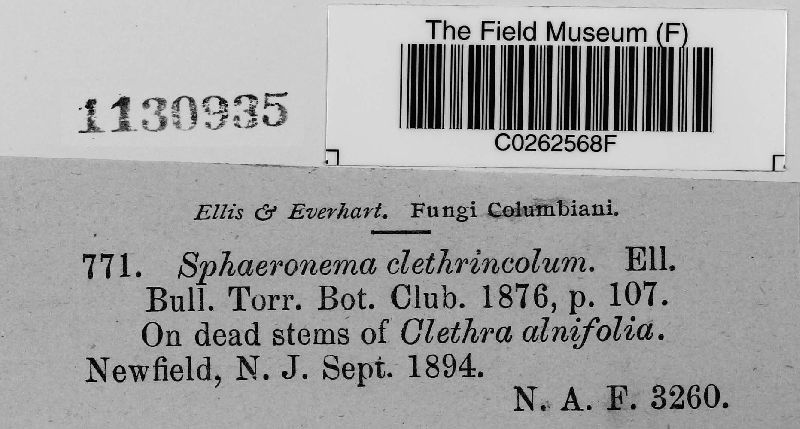 The Field Museum (F)
C0262568F
1130935
Ellis & Everhart. Fungi Columbiani.
771. Sphaeronema clethrincolum. Ell.
Bull. Torr. Bot. Club. 1876, p. 107.
On dead stems of Clethra alnifolia.
Newfield, N. J. Sept. 1894.
N. A. F. 3260.